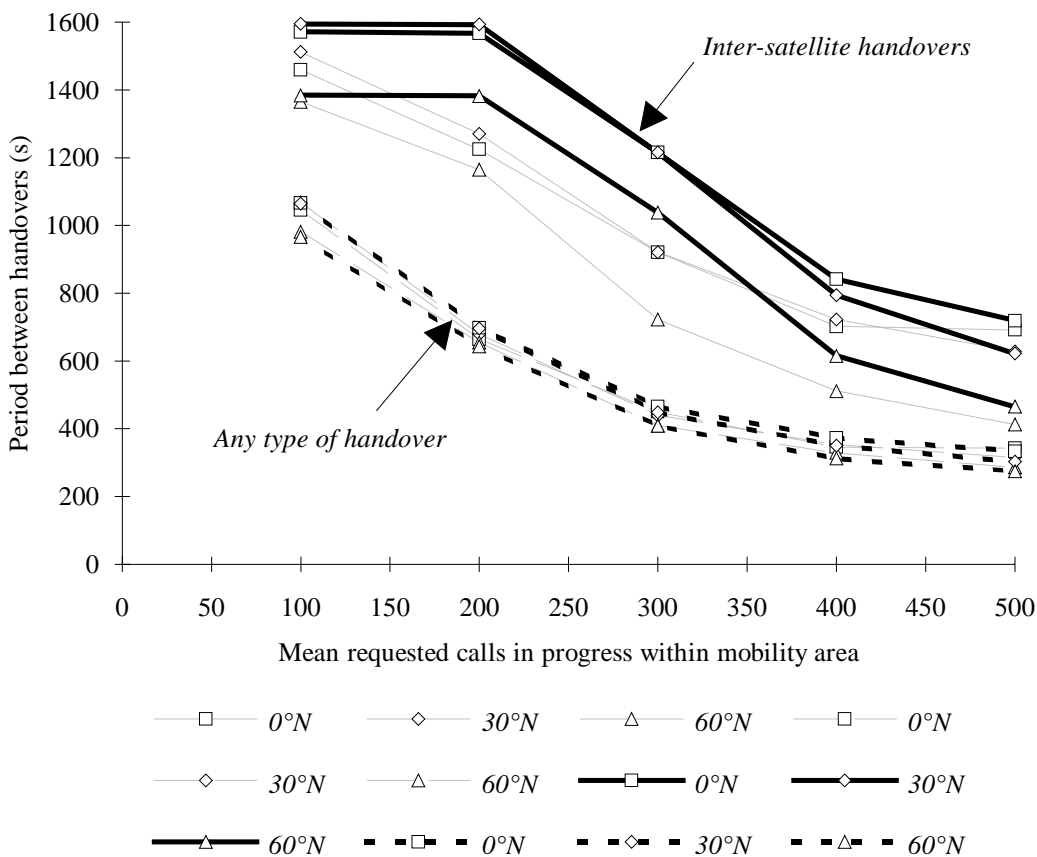 1600
Inter-satellite handovers
1400
1200
1000
800
600
Any type of handover
400
200
0
Period between handovers (s)
0 50 100 150 200 250 300 350 400 450 500
Mean requested calls in progress within mobility area
0°N 30°N 60°N 0°N
30°N 60°N 0°N 30°N
60°N 0°N 30°N 60°N